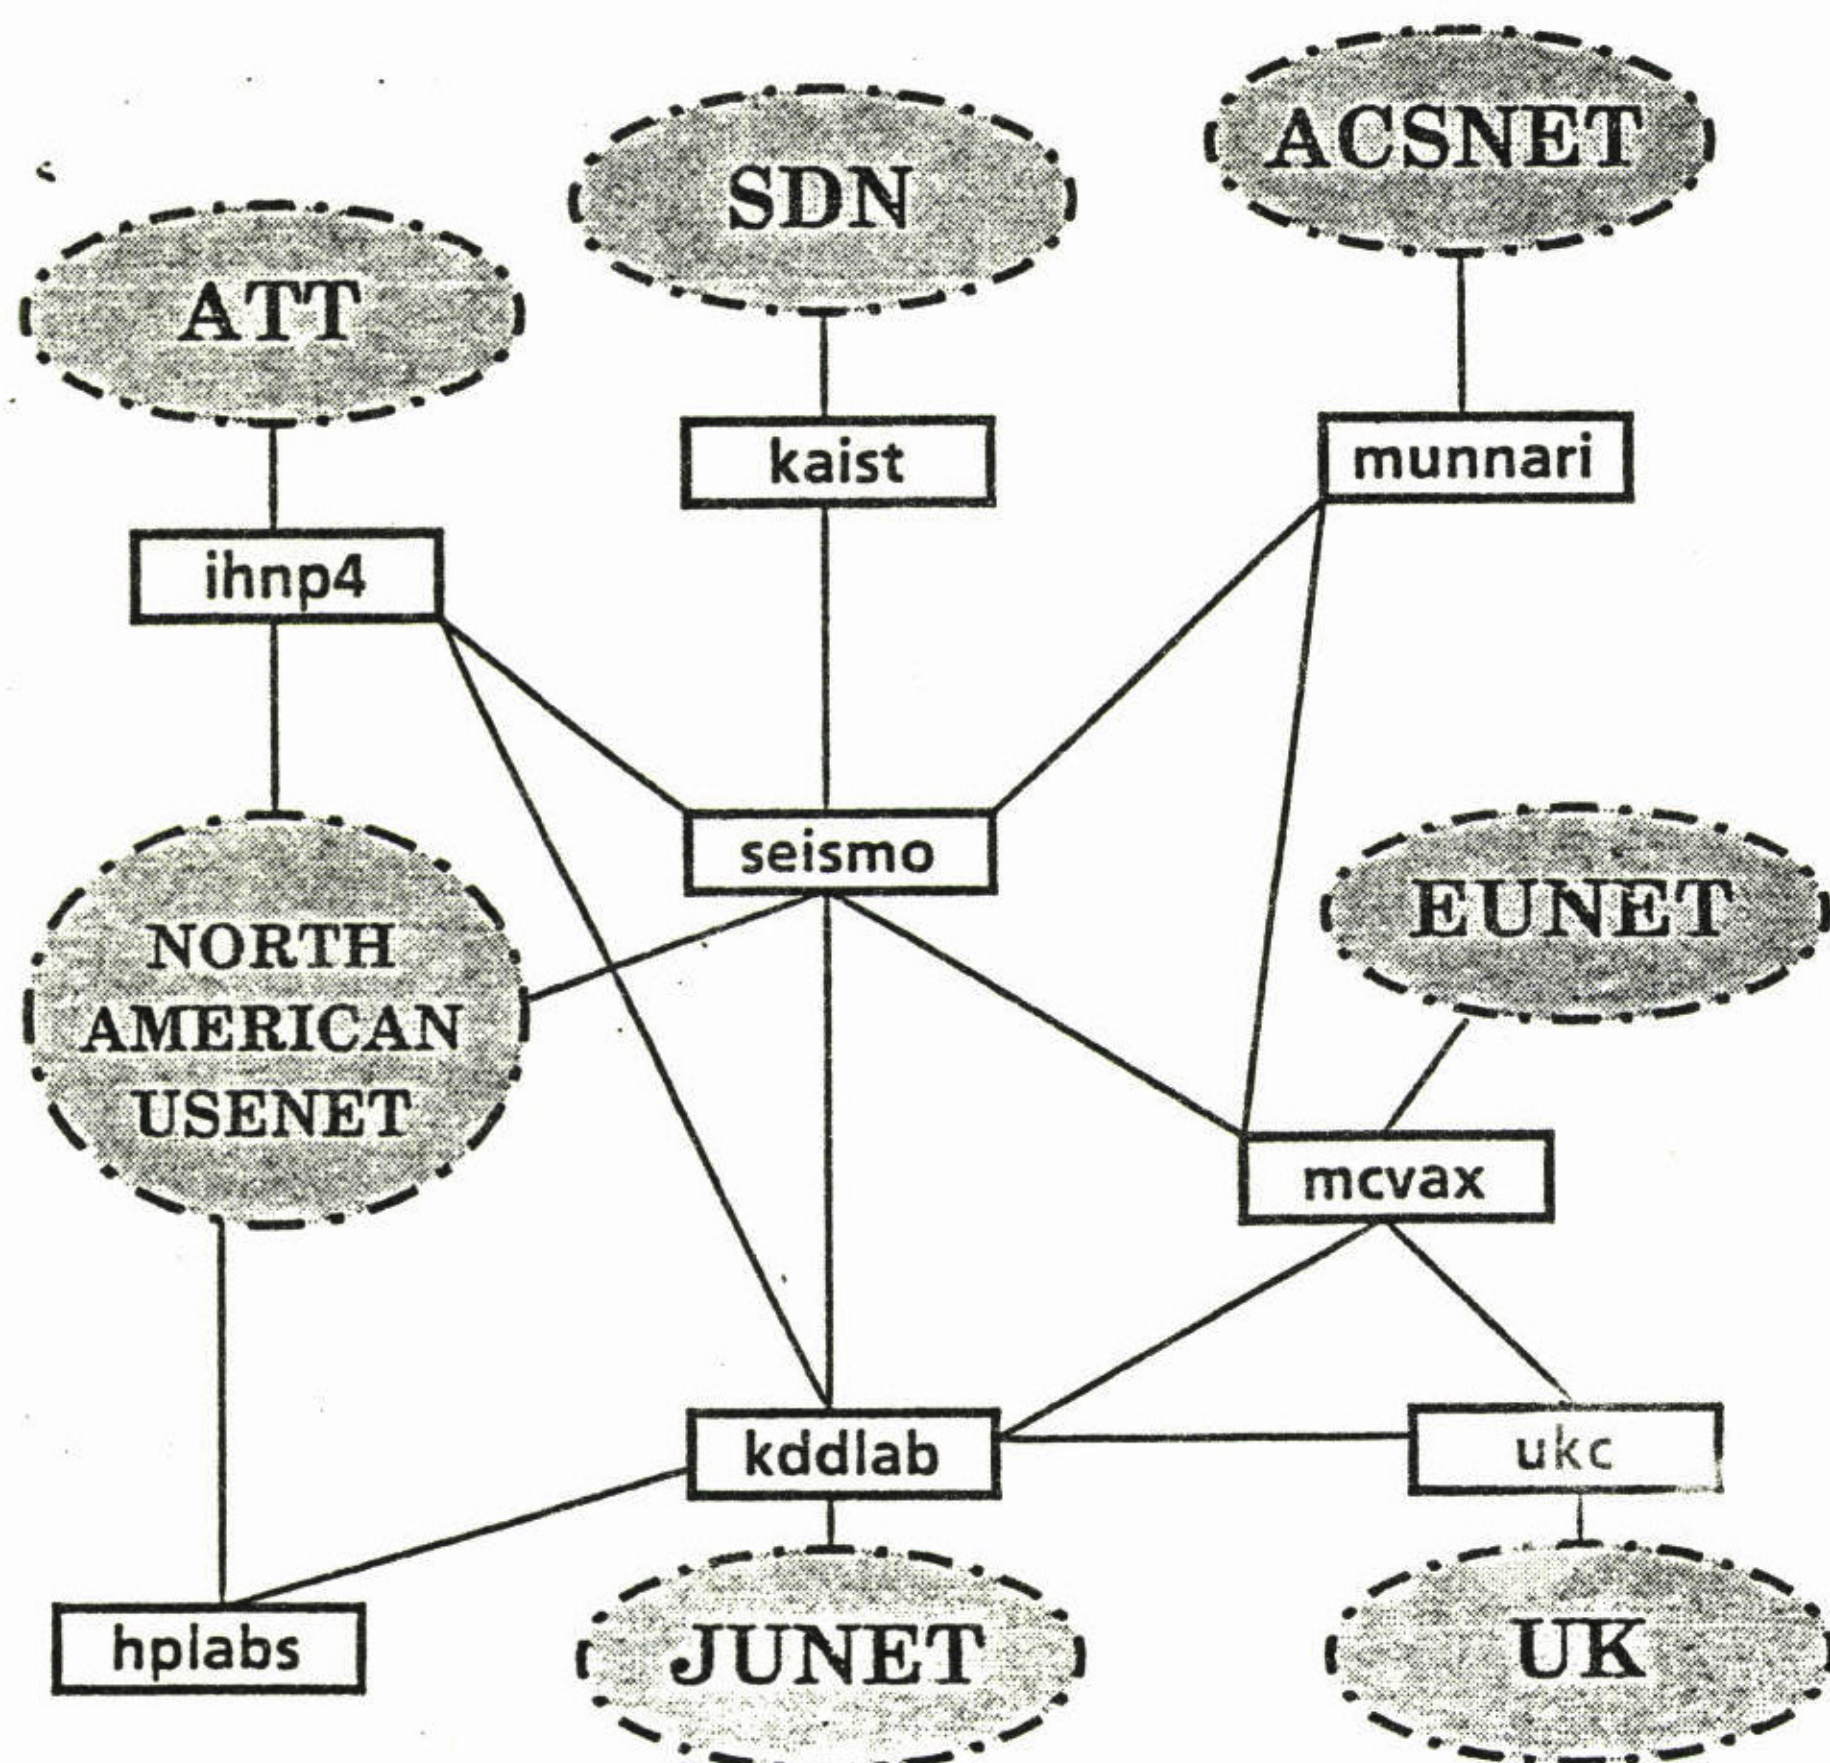 ACSNET
SDN
ATT
kaist
munnari
ihnp4
seismo
EUNET
NORTH
AMERICAN
USENET
mcvax
kddlab
ukc
hplabs
JUNET
UK